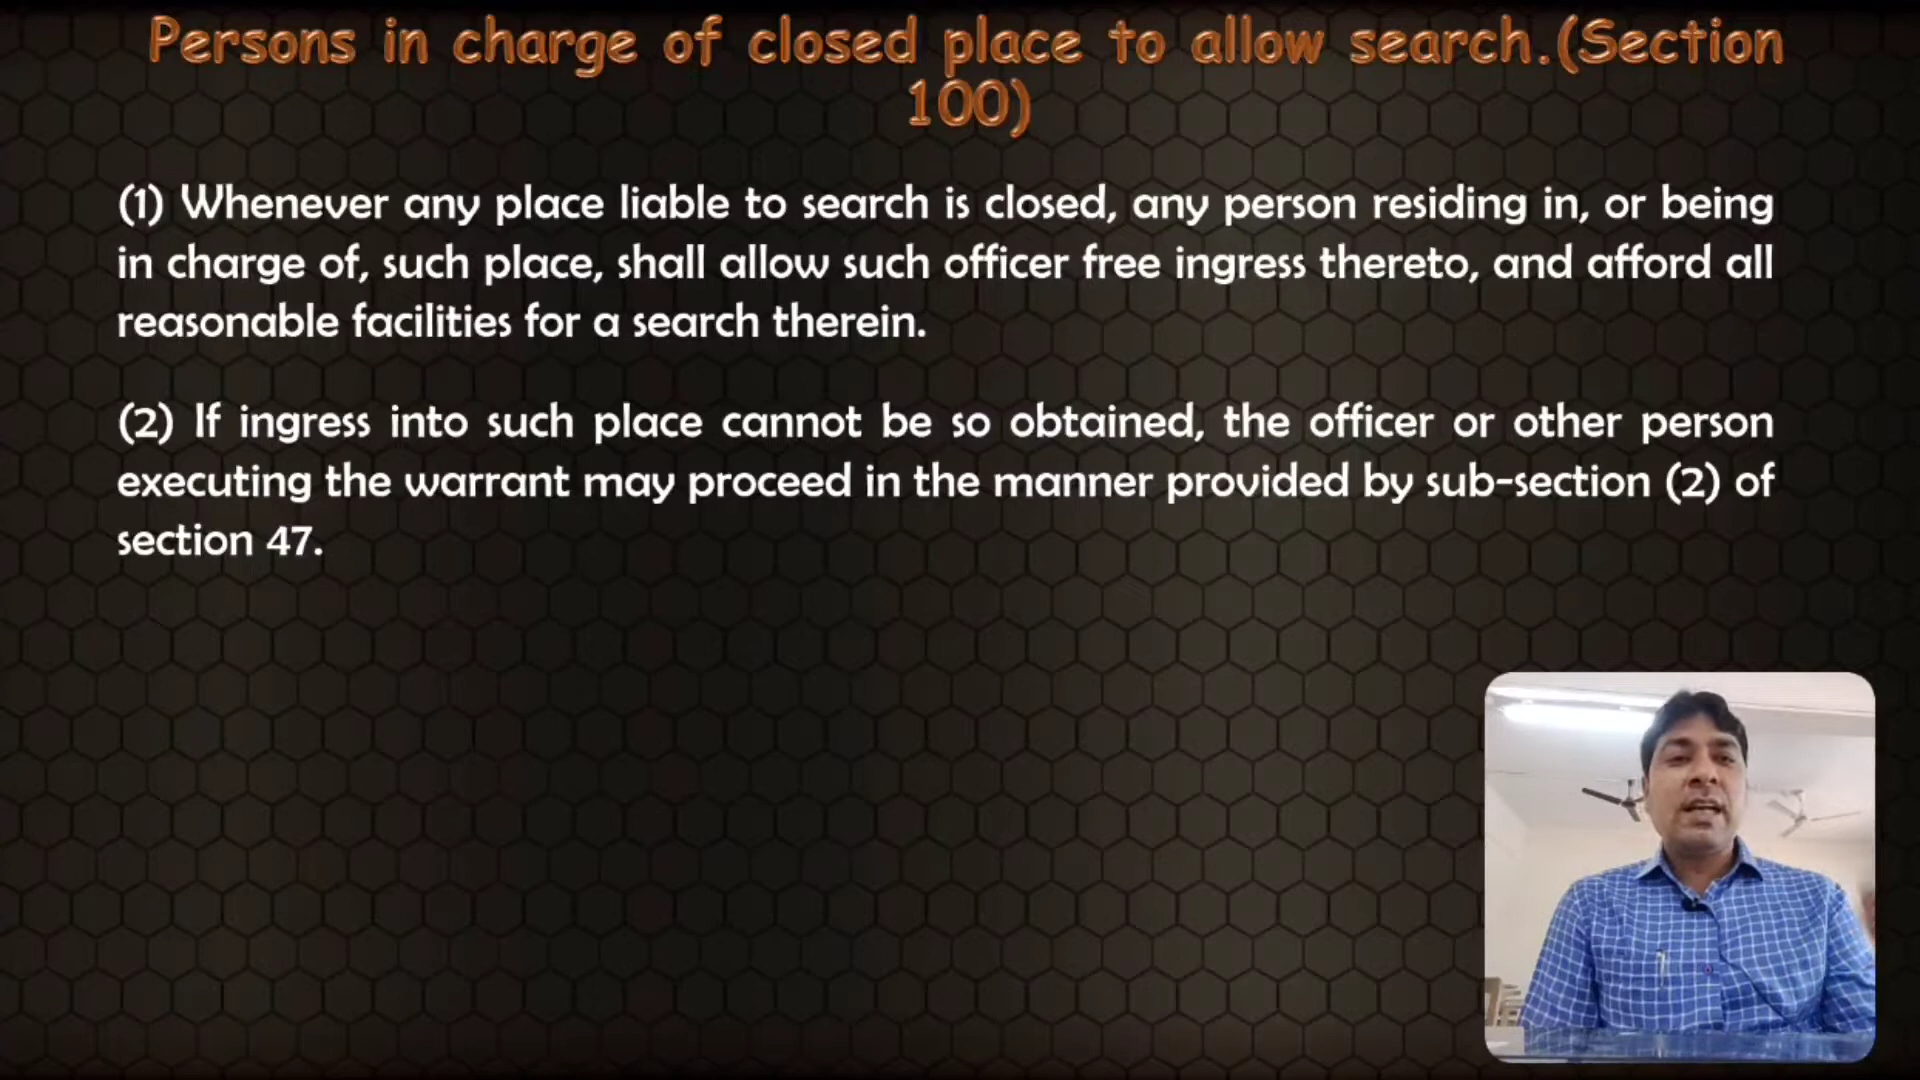 Persons in charge of closed place to allow search.(Section
100)
(1) Whenever any place liable to search is closed, any person residing in, or being
in charge of, such place, shall allow such officer free ingress thereto, and afford all
reasonable facilities for a search therein.
(2) If ingress into such place cannot be so obtained, the officer or other person
executing the warrant may proceed in the manner provided by sub-section (2) of
section 47.